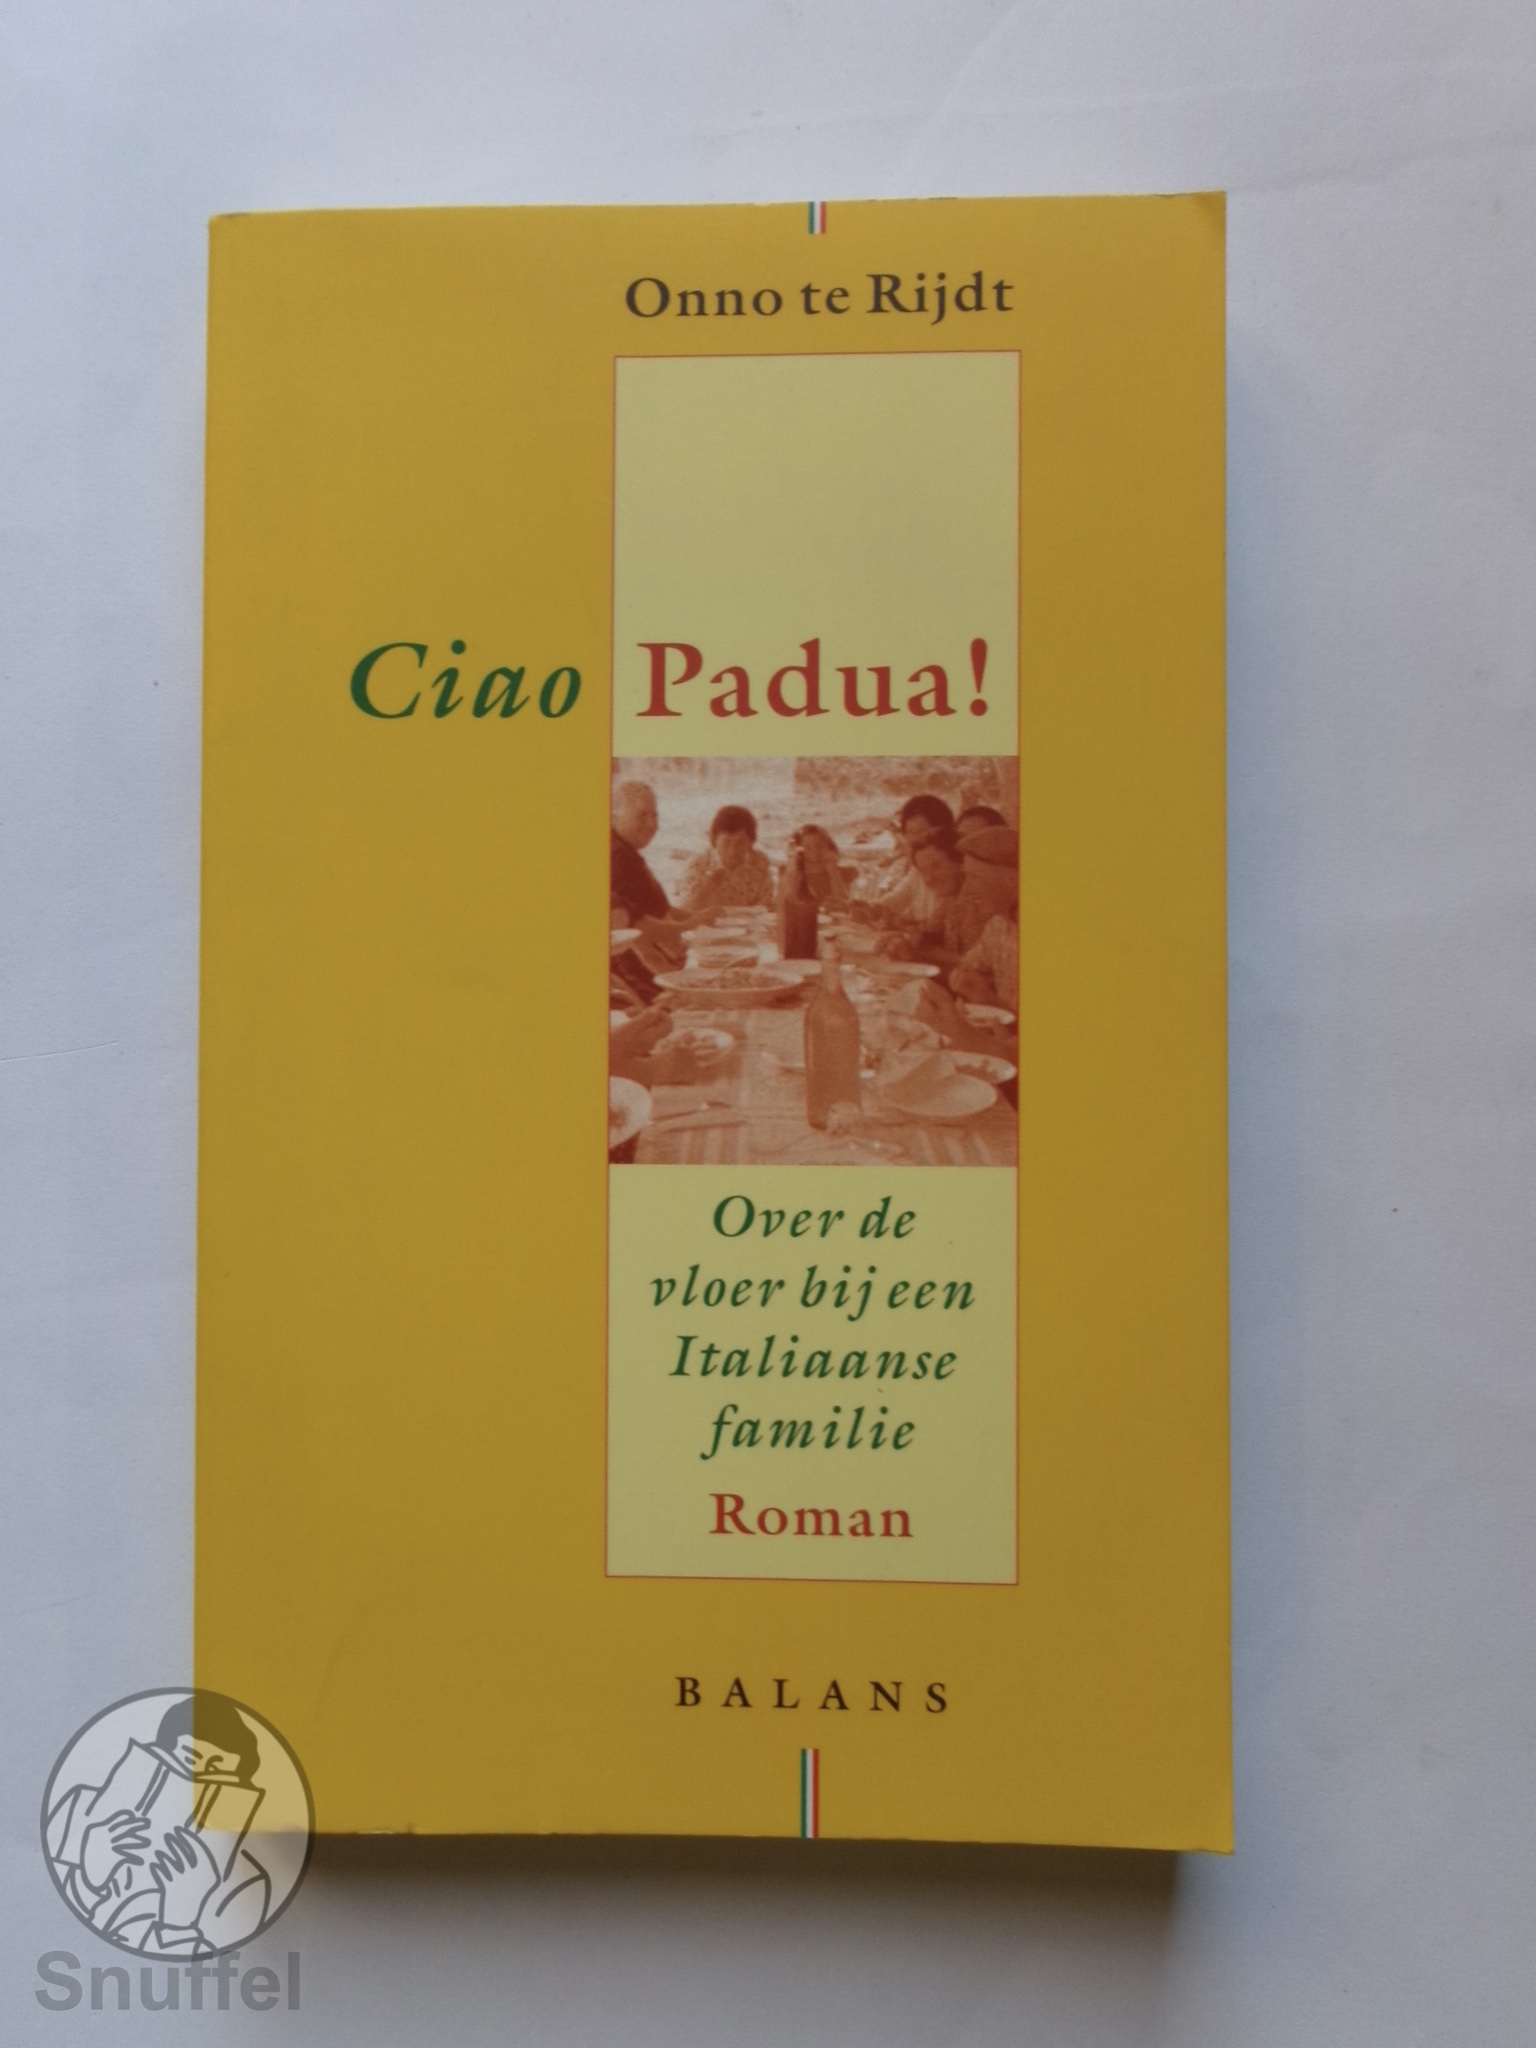 Onno te Rijdt
Ciao Padua!
Over de
vloer bij een
Italiaanse
familie
Roman
BALANS
Snuffel